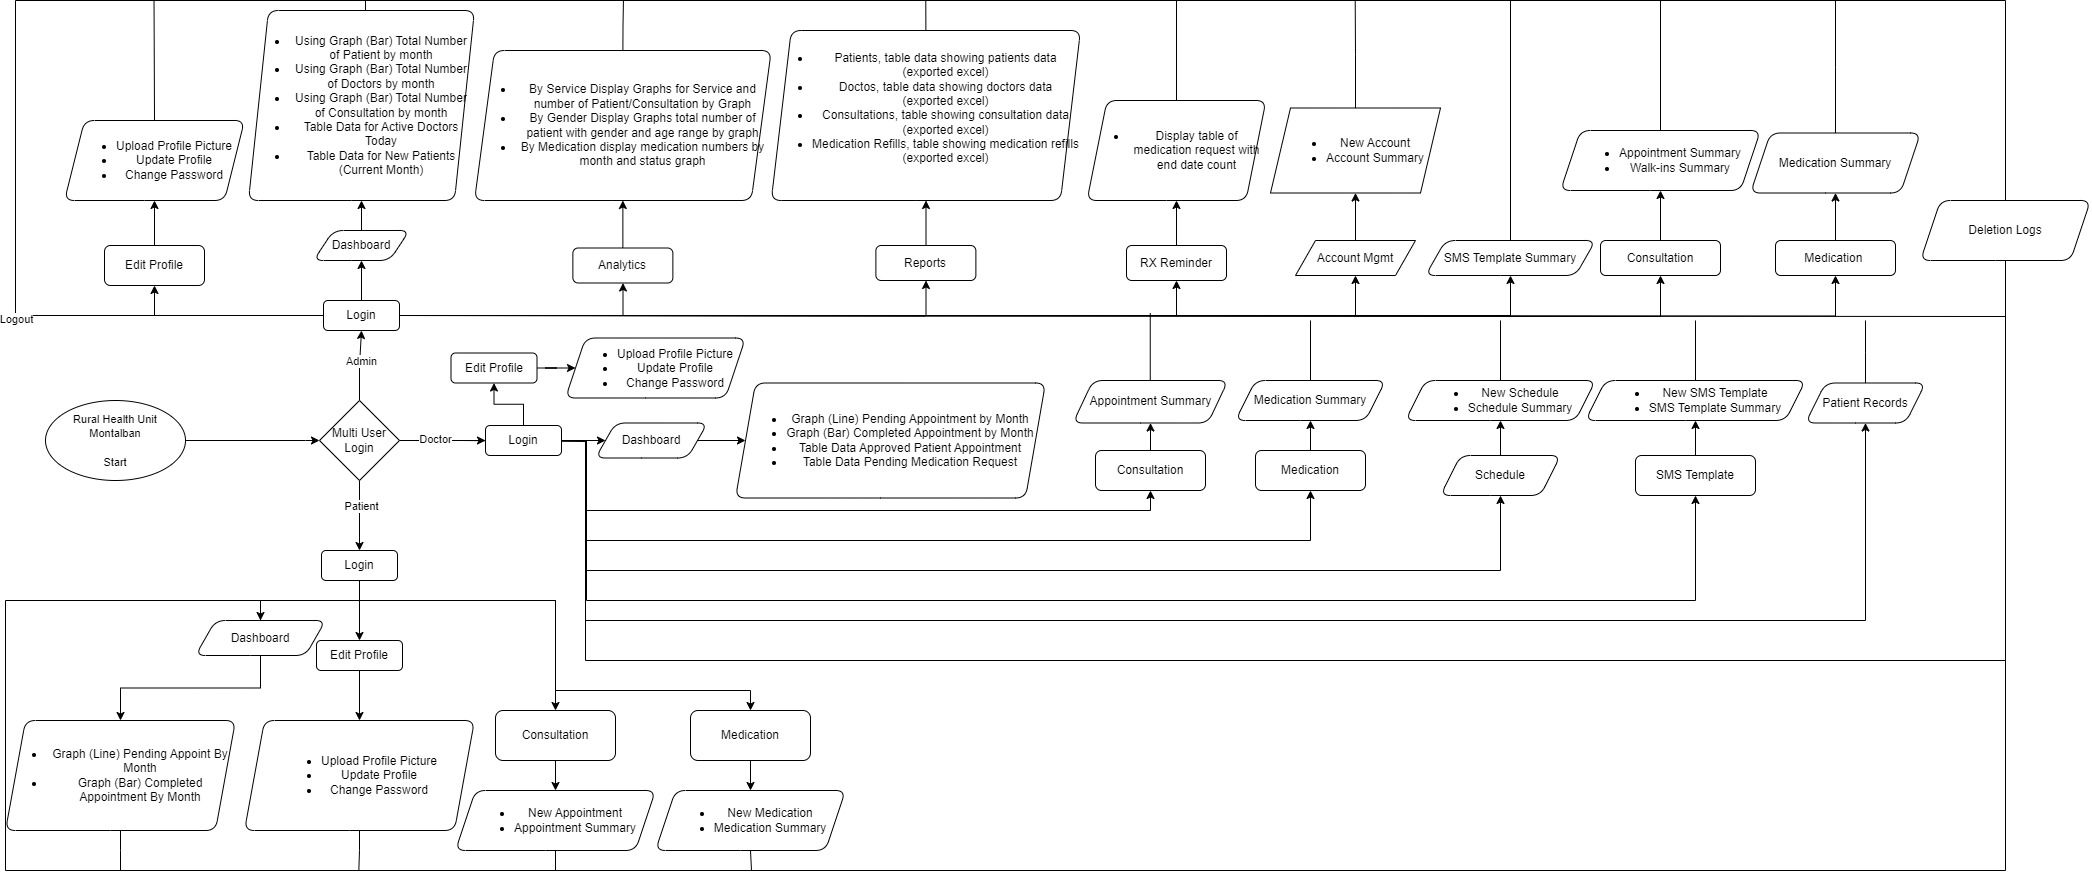 Using Graph (Bar) Total Number
of Patient by month
Using Graph (Bar) Total Number
of Doctors by month
Using Graph (Bar) Total Number
of Consultation by month
Table Data for Active Doctors
Today
Table Data for New Patients
(Current Month)
Upload Profile Picture
Update Profile
Change Password
By Service Display Graphs for Service and
number of Patient/Consultation by Graph
By Gender Display Graphs total number of
patient with gender and age range by graph
By Medication display medication numbers by
month and status graph
Patients, table data showing patients data
(exported excel)
Doctos, table data showing doctors data
(exported excel)
Consultations, table showing consultation data
(exported excel)
Medication Refills, table showing medication refills
(exported excel)
Display table of
medication request with
end date count
New Account
Account Summary
Appointment Summary
Walk-ins Summary
Medication Summary
Deletion Logs
Edit Profile
Dashboard
Analytics
Reports
RX Reminder
Account Mgmt
SMS Template Summary
Consultation
Medication
Logout
Login
Admin
Rural Health Unit
Montalban
Start
Multi User
Login
Doctor
Login
Edit Profile
Upload Profile Picture
Update Profile
Change Password
Dashboard
Graph (Line) Pending Appointment by Month
Graph (Bar) Completed Appointment by Month
Table Data Approved Patient Appointment
Table Data Pending Medication Request
Appointment Summary
Medication Summary
New Schedule
Schedule Summary
New SMS Template
SMS Template Summary
Patient Records
Consultation
Medication
Schedule
SMS Template
Patient
Login
Dashboard
Edit Profile
Consultation
Medication
Graph (Line) Pending Appoint By
Month
Graph (Bar) Completed
Appointment By Month
Upload Profile Picture
Update Profile
Change Password
New Appointment
Appointment Summary
New Medication
Medication Summary